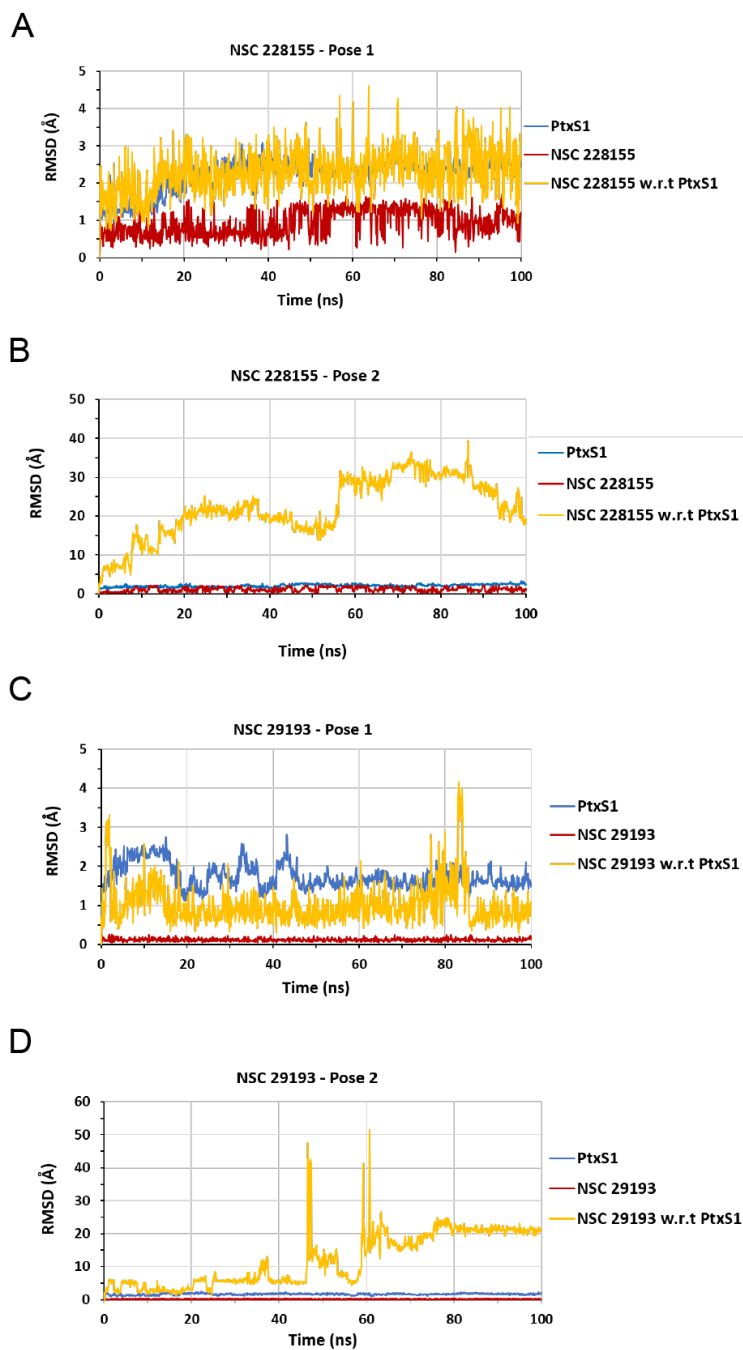 A
NSC 228155 - Pose 1
RMSD (Å)
5
4
3
2
1
0
0 20 40 60 80 100
Time (ns)
PtxS1
NSC 228155
NSC 228155 w.r.t PtxS1
B
NSC 228155 - Pose 2
RMSD (Å)
50
40
30
20
10
0
0 20 40 60 80 100
Time (ns)
PtxS1
NSC 228155
NSC 228155 w.r.t PtxS1
C
NSC 29193 - Pose 1
RMSD (Å)
5
4
3
2
1
0
0 20 40 60 80 100
Time (ns)
PtxS1
NSC 29193
NSC 29193 w.r.t PtxS1
D
NSC 29193 - Pose 2
RMSD (Å)
60
50
40
30
20
10
0
0 20 40 60 80 100
Time (ns)
PtxS1
NSC 29193
NSC 29193 w.r.t PtxS1